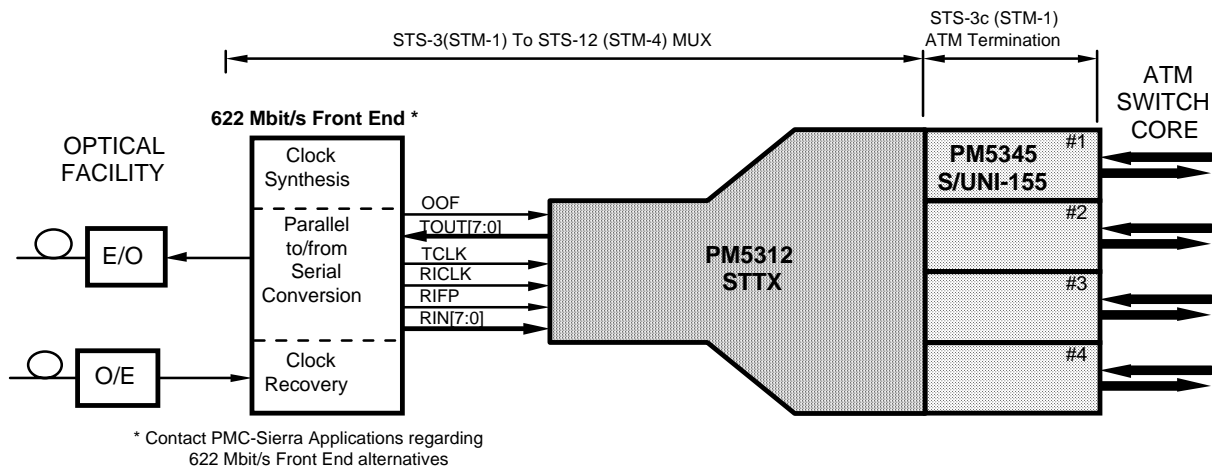 STS-3(STM-1) To STS-12 (STM-4) MUX
STS-3c (STM-1)
ATM Termination
ATM
SWITCH
CORE
622 Mbit/s Front End *
OPTICAL
FACILITY
Clock
Synthesis
Parallel
to/from
Serial
Conversion
Clock
Recovery
E/O
O/E
OOF
TOUT[7:0]
TCLK
RICLK
RIFP
RIN[7:0]
PM5312
STTX
#1
PM5345
S/UNI-155
#2
#3
#4
* Contact PMC-Sierra Applications regarding
622 Mbit/s Front End alternatives